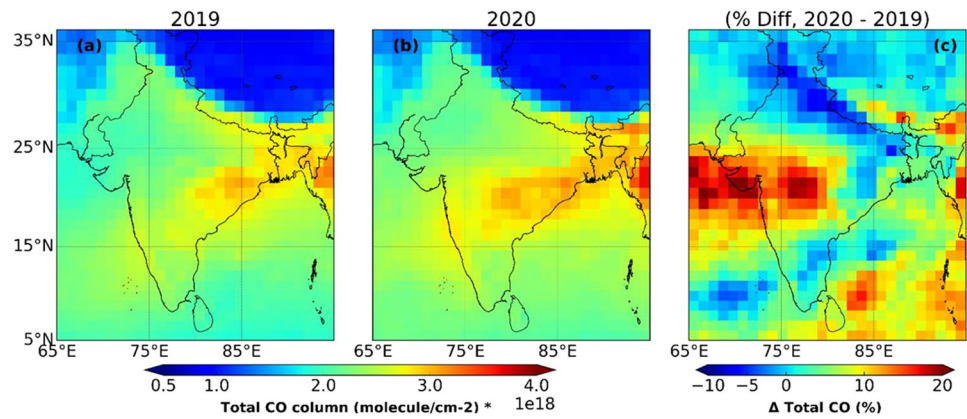 2019
2020
(% Diff, 2020 - 2019)
(a)
(b)
(c)
35°N
25°N
15°N
5°N
65°E
75°E
85°E
65°E
75°E
85°E
65°E
75°E
85°E
0.5
1.0
2.0
3.0
4.0
1e18
Total CO column (molecule/cm-2) *
−10
−5
0
10
20
Δ Total CO (%)